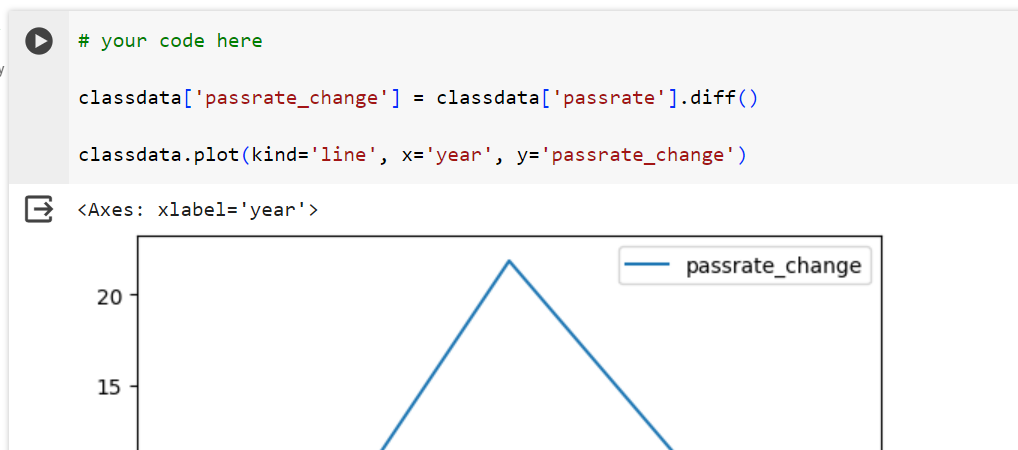 # your code here
classdata['passrate_change'] = classdata['passrate'].diff()
classdata.plot(kind='line', x='year', y='passrate_change')
<Axes: xlabel='year'>
passrate_change
20
15